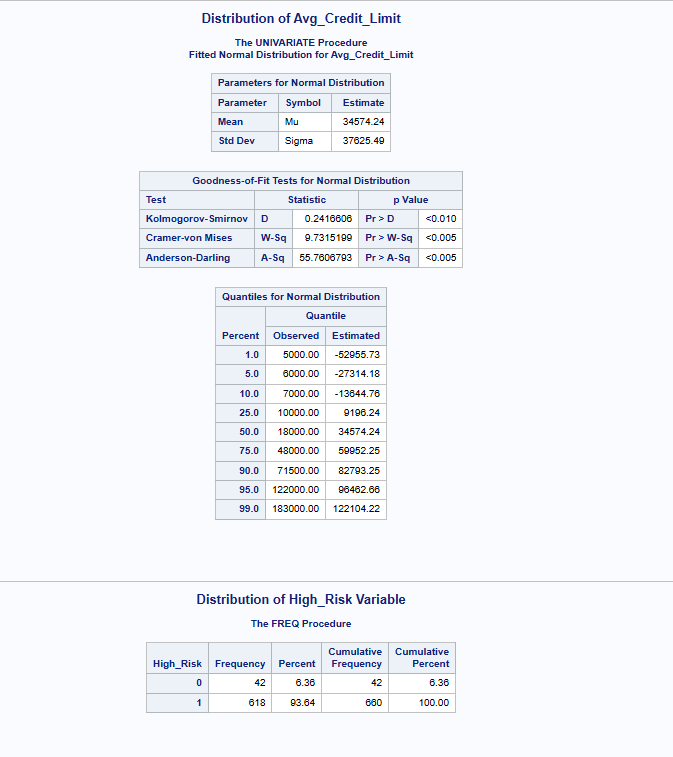 Distribution of Avg_Credit_Limit
The UNIVARIATE Procedure
Fitted Normal Distribution for Avg_Credit_Limit
Parameters for Normal Distribution
Parameter Symbol Estimate
Mean Mu 34574.24
Std Dev Sigma 37625.49
Goodness-of-Fit Tests for Normal Distribution
Test Statistic p Value
Kolmogorov-Smirnov D 0.2416606 Pr > D <0.010
Cramer-von Mises W-Sq 9.7315199 Pr > W-Sq <0.005
Anderson-Darling A-Sq 55.7606793 Pr > A-Sq <0.005
Quantiles for Normal Distribution
Quantile
Percent Observed Estimated
1.0 5000.00 -52955.73
5.0 6000.00 -27314.18
10.0 7000.00 -13644.76
25.0 10000.00 9196.24
50.0 18000.00 34574.24
75.0 48000.00 59952.25
90.0 71500.00 82793.25
95.0 122000.00 96462.66
99.0 183000.00 122104.22
Distribution of High_Risk Variable
The FREQ Procedure
Cumulative Cumulative
High_Risk Frequency Percent Frequency Percent
0 42 6.36 42 6.36
1 618 93.64 660 100.00